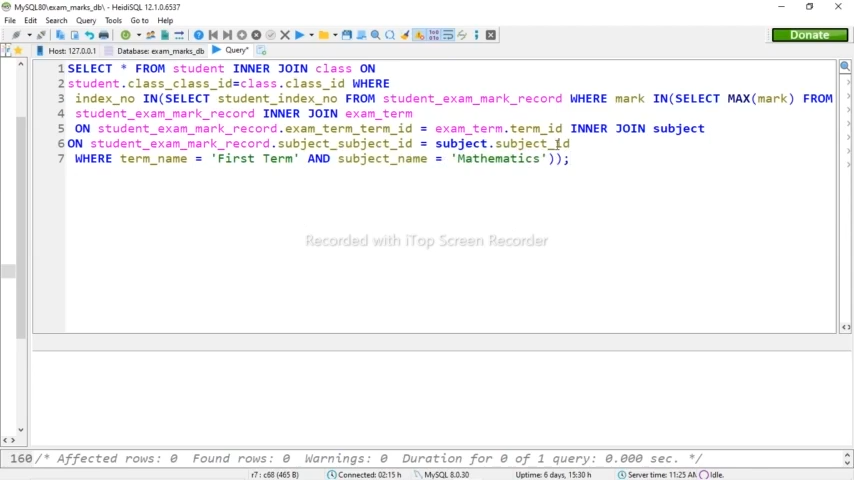 MySQL80\exam_marks_db\ - HeidiSQL 12.1.0.6537
File Edit Search Query Tools Go to Help
Donate
Host: 127.0.0.1 Database: exam_marks_db Query*
1 SELECT * FROM student INNER JOIN class ON
2 student.class_class_id=class.class_id WHERE
3 index_no IN(SELECT student_index_no FROM student_exam_mark_record WHERE mark IN(SELECT MAX(mark) FROM
4 student_exam_mark_record INNER JOIN exam_term
5 ON student_exam_mark_record.exam_term_term_id = exam_term.term_id INNER JOIN subject
6 ON student_exam_mark_record.subject_subject_id = subject.subject_id
7 WHERE term_name = 'First Term' AND subject_name = 'Mathematics'));
Recorded with iTop Screen Recorder
160 /* Affected rows: 0 Found rows: 0 Warnings: 0 Duration for 0 of 1 query: 0.000 sec. */
r7 : c68 (465 B) Connected: 02:15 h MySQL 8.0.30 Uptime: 6 days, 15:30 h Server time: 11:25 AM Idle.